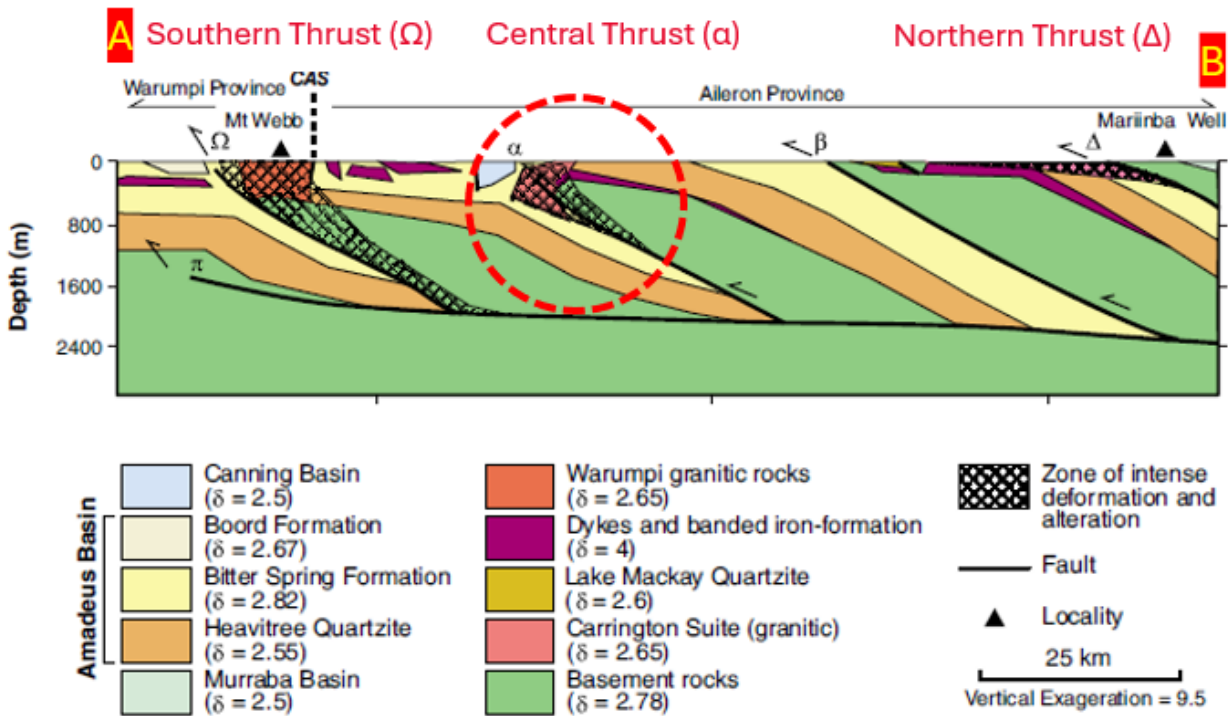 A Southern Thrust (Ω) Central Thrust (α) Northern Thrust (Δ) B
Warumpi Province CAS Aileron Province
Mt Webb Mariinba Well
Ω α β Δ
0
800
π
1600
2400
Depth (m)
Canning Basin
(δ = 2.5)
Amadeus Basin
Boord Formation
(δ = 2.67)
Bitter Spring Formation
(δ = 2.82)
Heavitree Quartzite
(δ = 2.55)
Murraba Basin
(δ = 2.5)
Warumpi granitic rocks
(δ = 2.65)
Dykes and banded iron-formation
(δ = 4)
Lake Mackay Quartzite
(δ = 2.6)
Carrington Suite (granitic)
(δ = 2.65)
Basement rocks
(δ = 2.78)
Zone of intense
deformation and
alteration
Fault
Locality
25 km
Vertical Exageration = 9.5